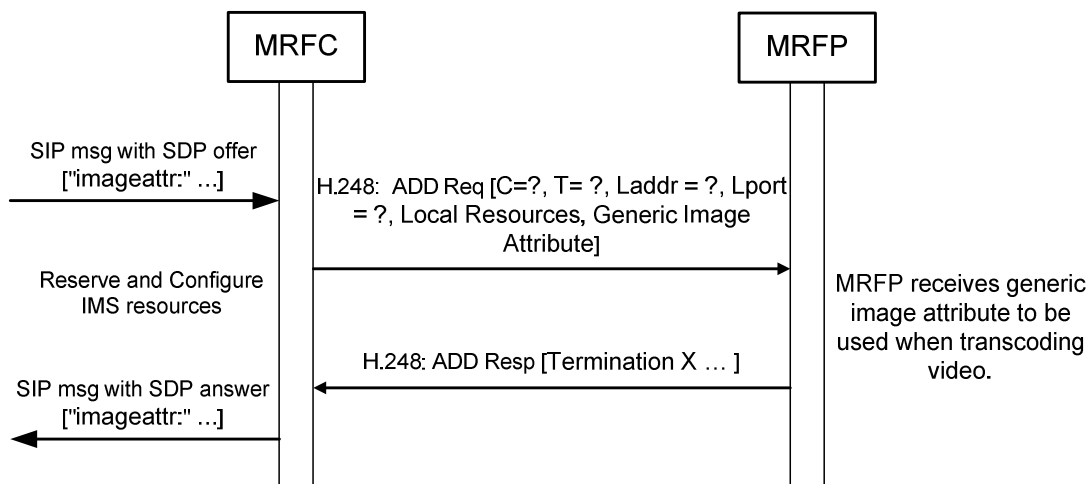 MRFC
MRFP
SIP msg with SDP offer
["imageattr:" ...]
H.248: ADD Req [C=?, T= ?, Laddr = ?, Lport
= ?, Local Resources, Generic Image
Attribute]
Reserve and Configure
IMS resources
MRFP receives generic
image attribute to be
used when transcoding
video.
H.248: ADD Resp [Termination X … ]
SIP msg with SDP answer
["imageattr:" ...]